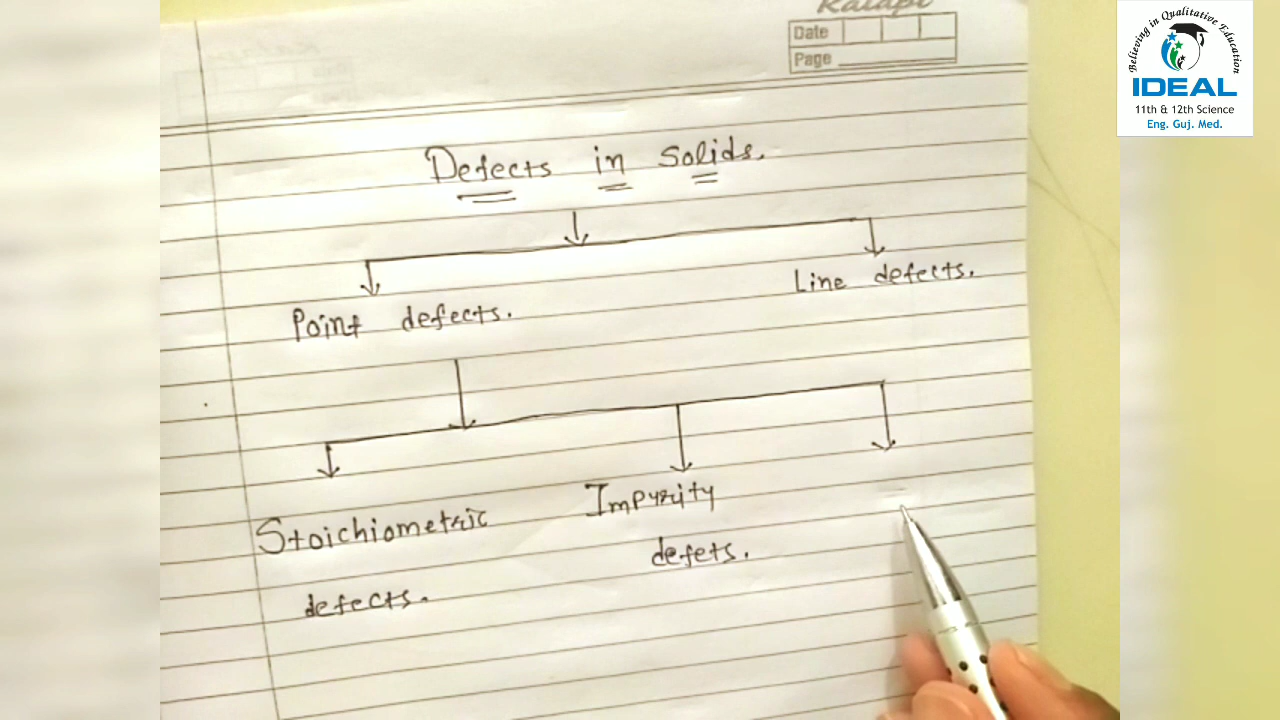 Kalapi
Date
Page
Believing in Qualitative Education
IDEAL
11th & 12th Science
Eng. Guj. Med.
Defects in Solids.
Line defects.
Point defects.
Impurity
Stoichiometric
defets.
defects.